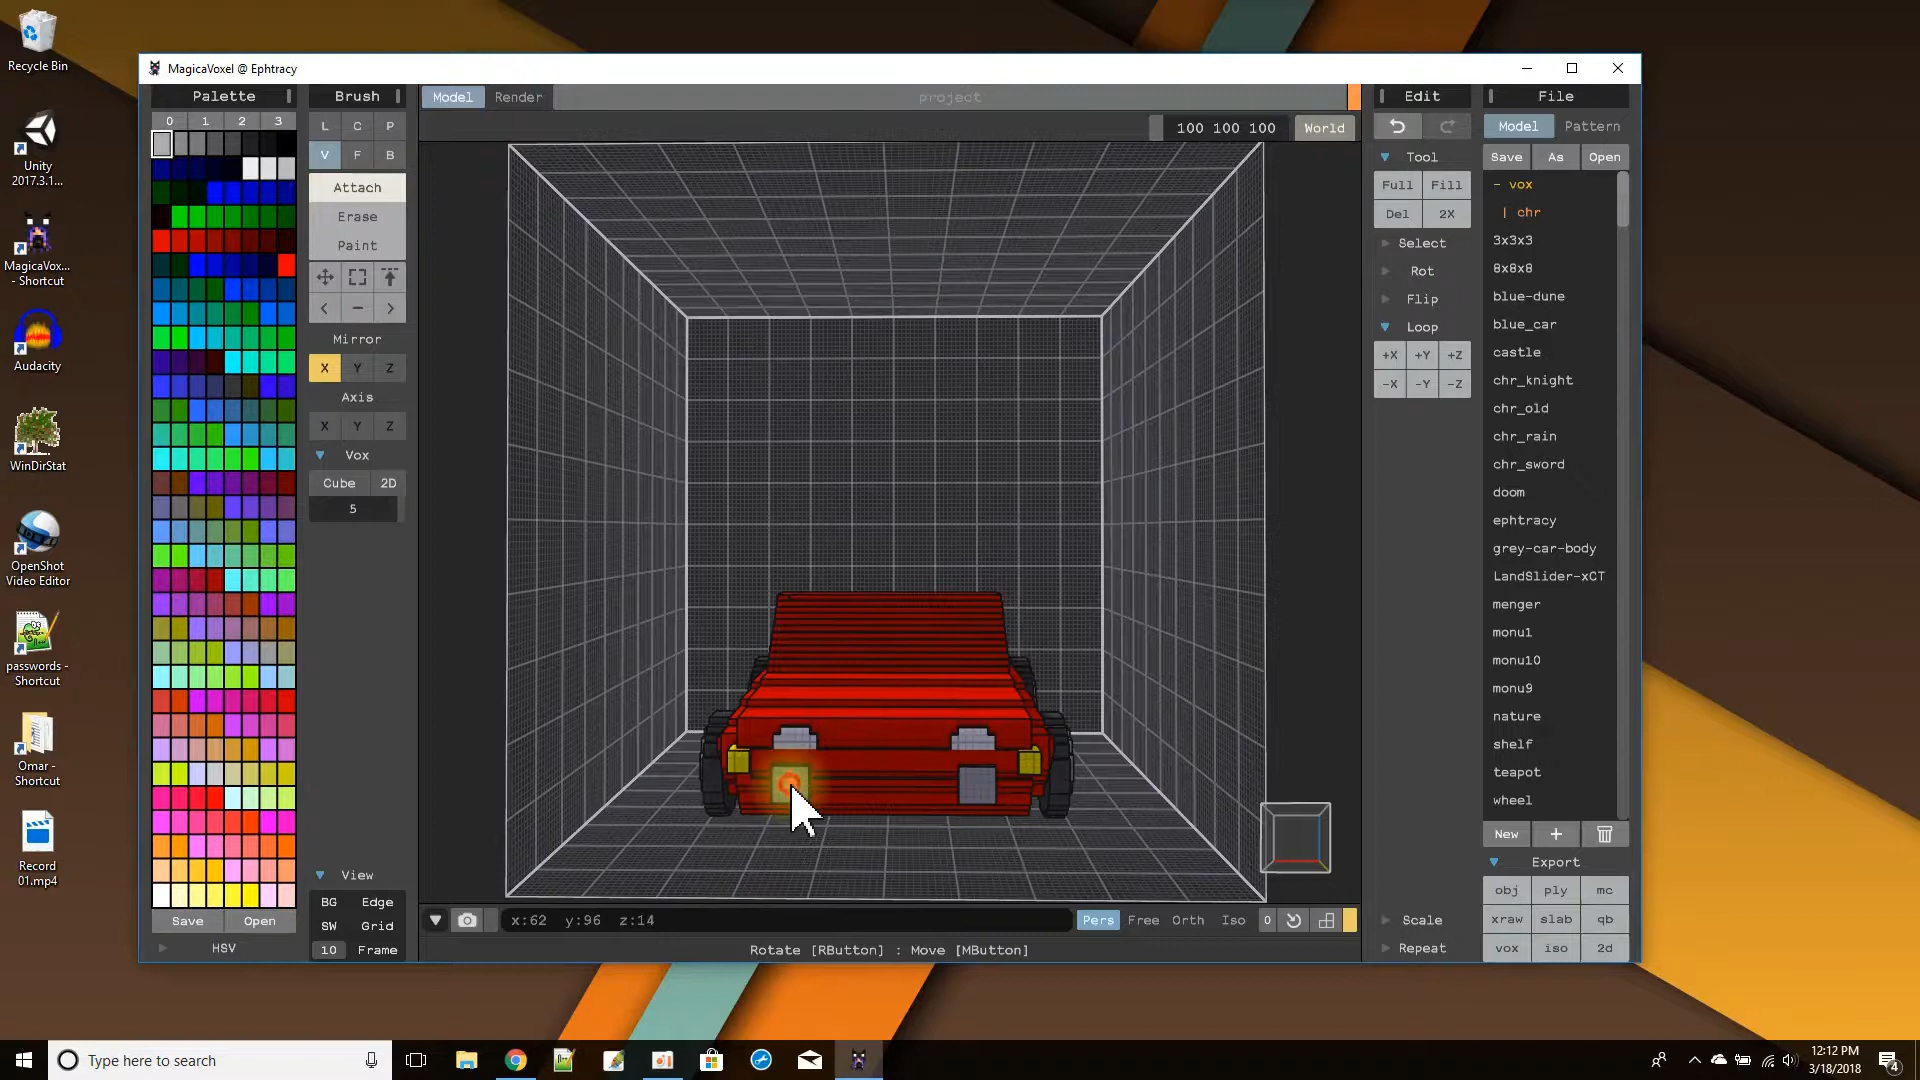 Recycle Bin
Unity
2017.3.1...
MagicaVox...
- Shortcut
Audacity
WinDirStat
OpenShot
Video Editor
passwords -
Shortcut
Omar -
Shortcut
Record
01.mp4
MagicaVoxel @ Ephtracy
Palette
0 1 2 3
Save Open
HSV
Brush
L C P
V F B
Attach
Erase
Paint
< - >
Mirror
X Y Z
Axis
X Y Z
Vox
Cube 2D
5
View
BG Edge
SW Grid
10 Frame
Model Render project
100 100 100 World
x:62 y:96 z:14
Pers Free Orth Iso 0
Rotate [RButton] : Move [MButton]
Edit
Tool
Full Fill
Del 2X
Select
Rot
Flip
Loop
+X +Y +Z
-X -Y -Z
Scale
Repeat
File
Model Pattern
Save As Open
- vox
| chr
3x3x3
8x8x8
blue-dune
blue_car
castle
chr_knight
chr_old
chr_rain
chr_sword
doom
ephtracy
grey-car-body
LandSlider-xCT
menger
monu1
monu10
monu9
nature
shelf
teapot
wheel
New +
Export
obj ply mc
xraw slab qb
vox iso 2d
Type here to search
12:12 PM
3/18/2018
4